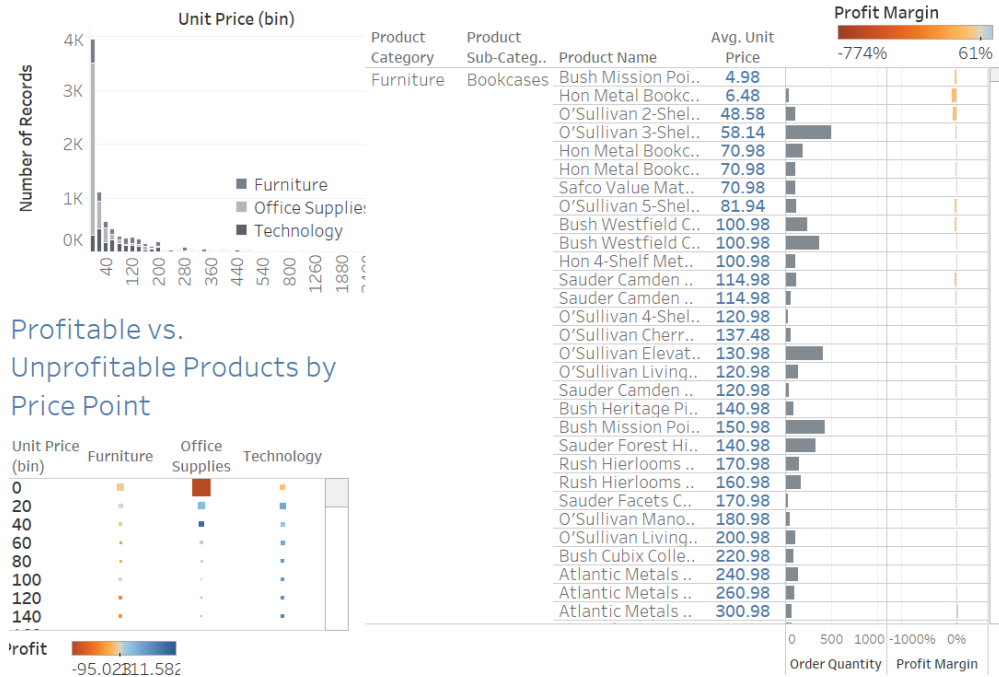 Unit Price (bin)
Number of Records
4K
3K
2K
1K
0K
Furniture
Office Supplies
Technology
40 120 200 280 360 440 540 800 1260 1880
Profitable vs.
Unprofitable Products by
Price Point
Unit Price (bin) Furniture Office Supplies Technology
0
20
40
60
80
100
120
140
Profit
-95.023 111.582
Profit Margin
-774% 61%
Product Category Product Sub-Categ.. Product Name Avg. Unit Price
Furniture Bookcases Bush Mission Poi.. 4.98
Hon Metal Bookc.. 6.48
O'Sullivan 2-Shel.. 48.58
O'Sullivan 3-Shel.. 58.14
Hon Metal Bookc.. 70.98
Hon Metal Bookc.. 70.98
Safco Value Mat.. 70.98
O'Sullivan 5-Shel.. 81.94
Bush Westfield C.. 100.98
Bush Westfield C.. 100.98
Hon 4-Shelf Met.. 100.98
Sauder Camden .. 114.98
Sauder Camden .. 114.98
O'Sullivan 4-Shel.. 120.98
O'Sullivan Cherr.. 137.48
O'Sullivan Elevat.. 130.98
O'Sullivan Living.. 120.98
Sauder Camden .. 120.98
Bush Heritage Pi.. 140.98
Bush Mission Poi.. 150.98
Sauder Forest Hi.. 140.98
Rush Hierlooms .. 170.98
Rush Hierlooms .. 160.98
Sauder Facets C.. 170.98
O'Sullivan Mano.. 180.98
O'Sullivan Living.. 200.98
Bush Cubix Colle.. 220.98
Atlantic Metals .. 240.98
Atlantic Metals .. 260.98
Atlantic Metals .. 300.98
0 500 1000 -1000% 0%
Order Quantity Profit Margin